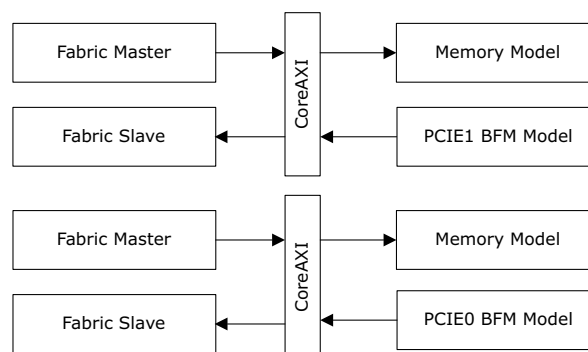 Fabric Master
CoreAXI
Memory Model
Fabric Slave
PCIE1 BFM Model
Fabric Master
CoreAXI
Memory Model
Fabric Slave
PCIE0 BFM Model